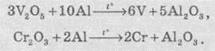 3V₂O₅+10Al —t°→ 6V+5Al₂O₃,
Cr₂O₃+2Al —t°→ 2Cr+Al₂O₃.